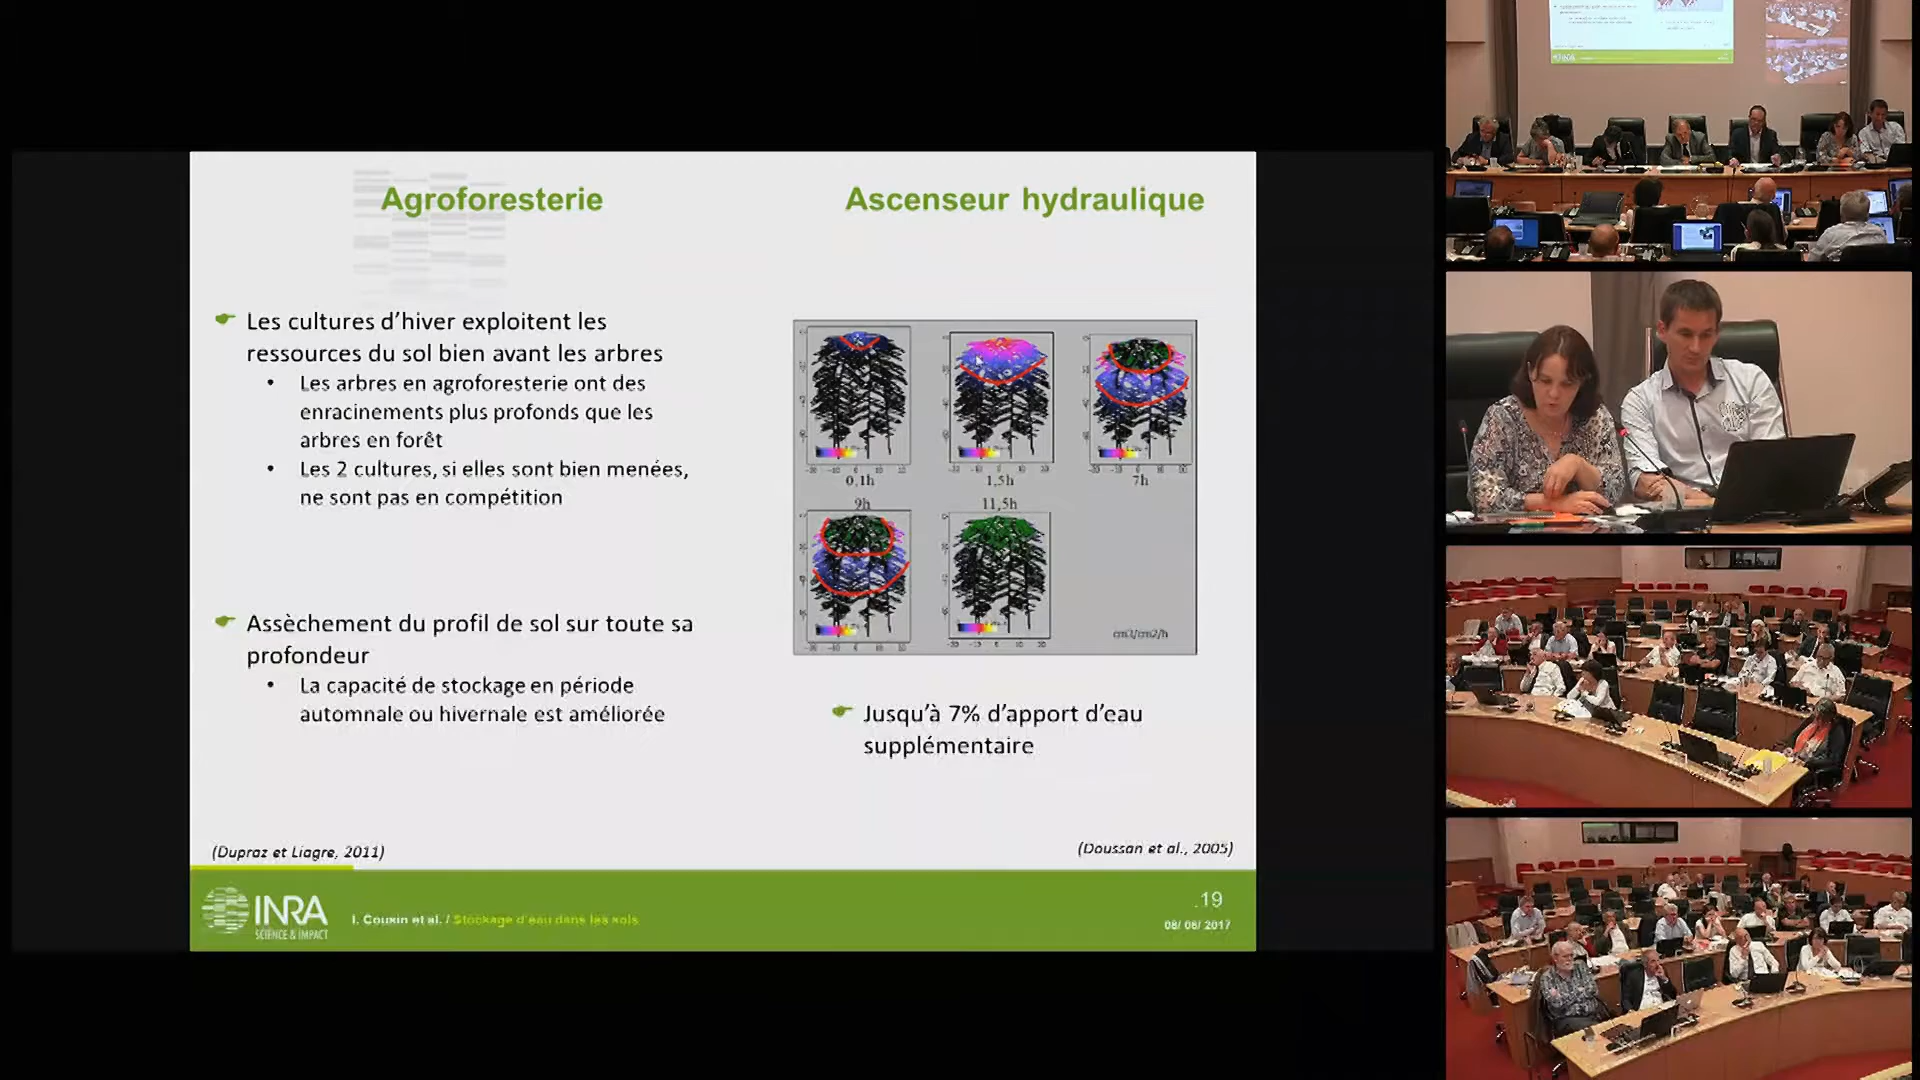 Agroforesterie
Les cultures d'hiver exploitent les
ressources du sol bien avant les arbres
Les arbres en agroforesterie ont des
enracinements plus profonds que les
arbres en forêt
Les 2 cultures, si elles sont bien menées,
ne sont pas en compétition
Assèchement du profil de sol sur toute sa
profondeur
La capacité de stockage en période
automnale ou hivernale est améliorée
(Dupraz et Liagre, 2011)
Ascenseur hydraulique
0,1h
1,5h
7h
9h
11,5h
cm3/cm2/h
Jusqu'à 7% d'apport d'eau
supplémentaire
(Doussan et al., 2005)
INRA
SCIENCE & IMPACT
I. Cousin et al. / Stockage d'eau dans les sols
.19
08/ 06/ 2017